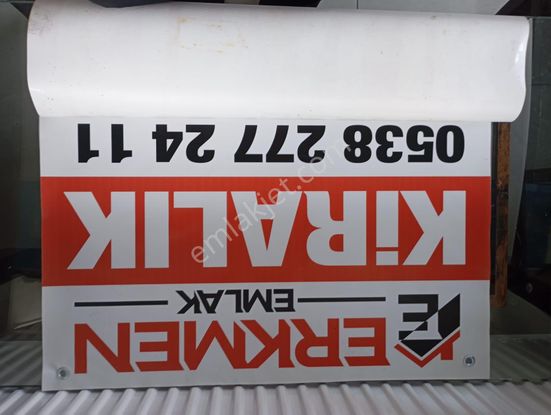 ERKMEN
EMLAK
KİRALIK
0538 277 24 11
emlakjet.com